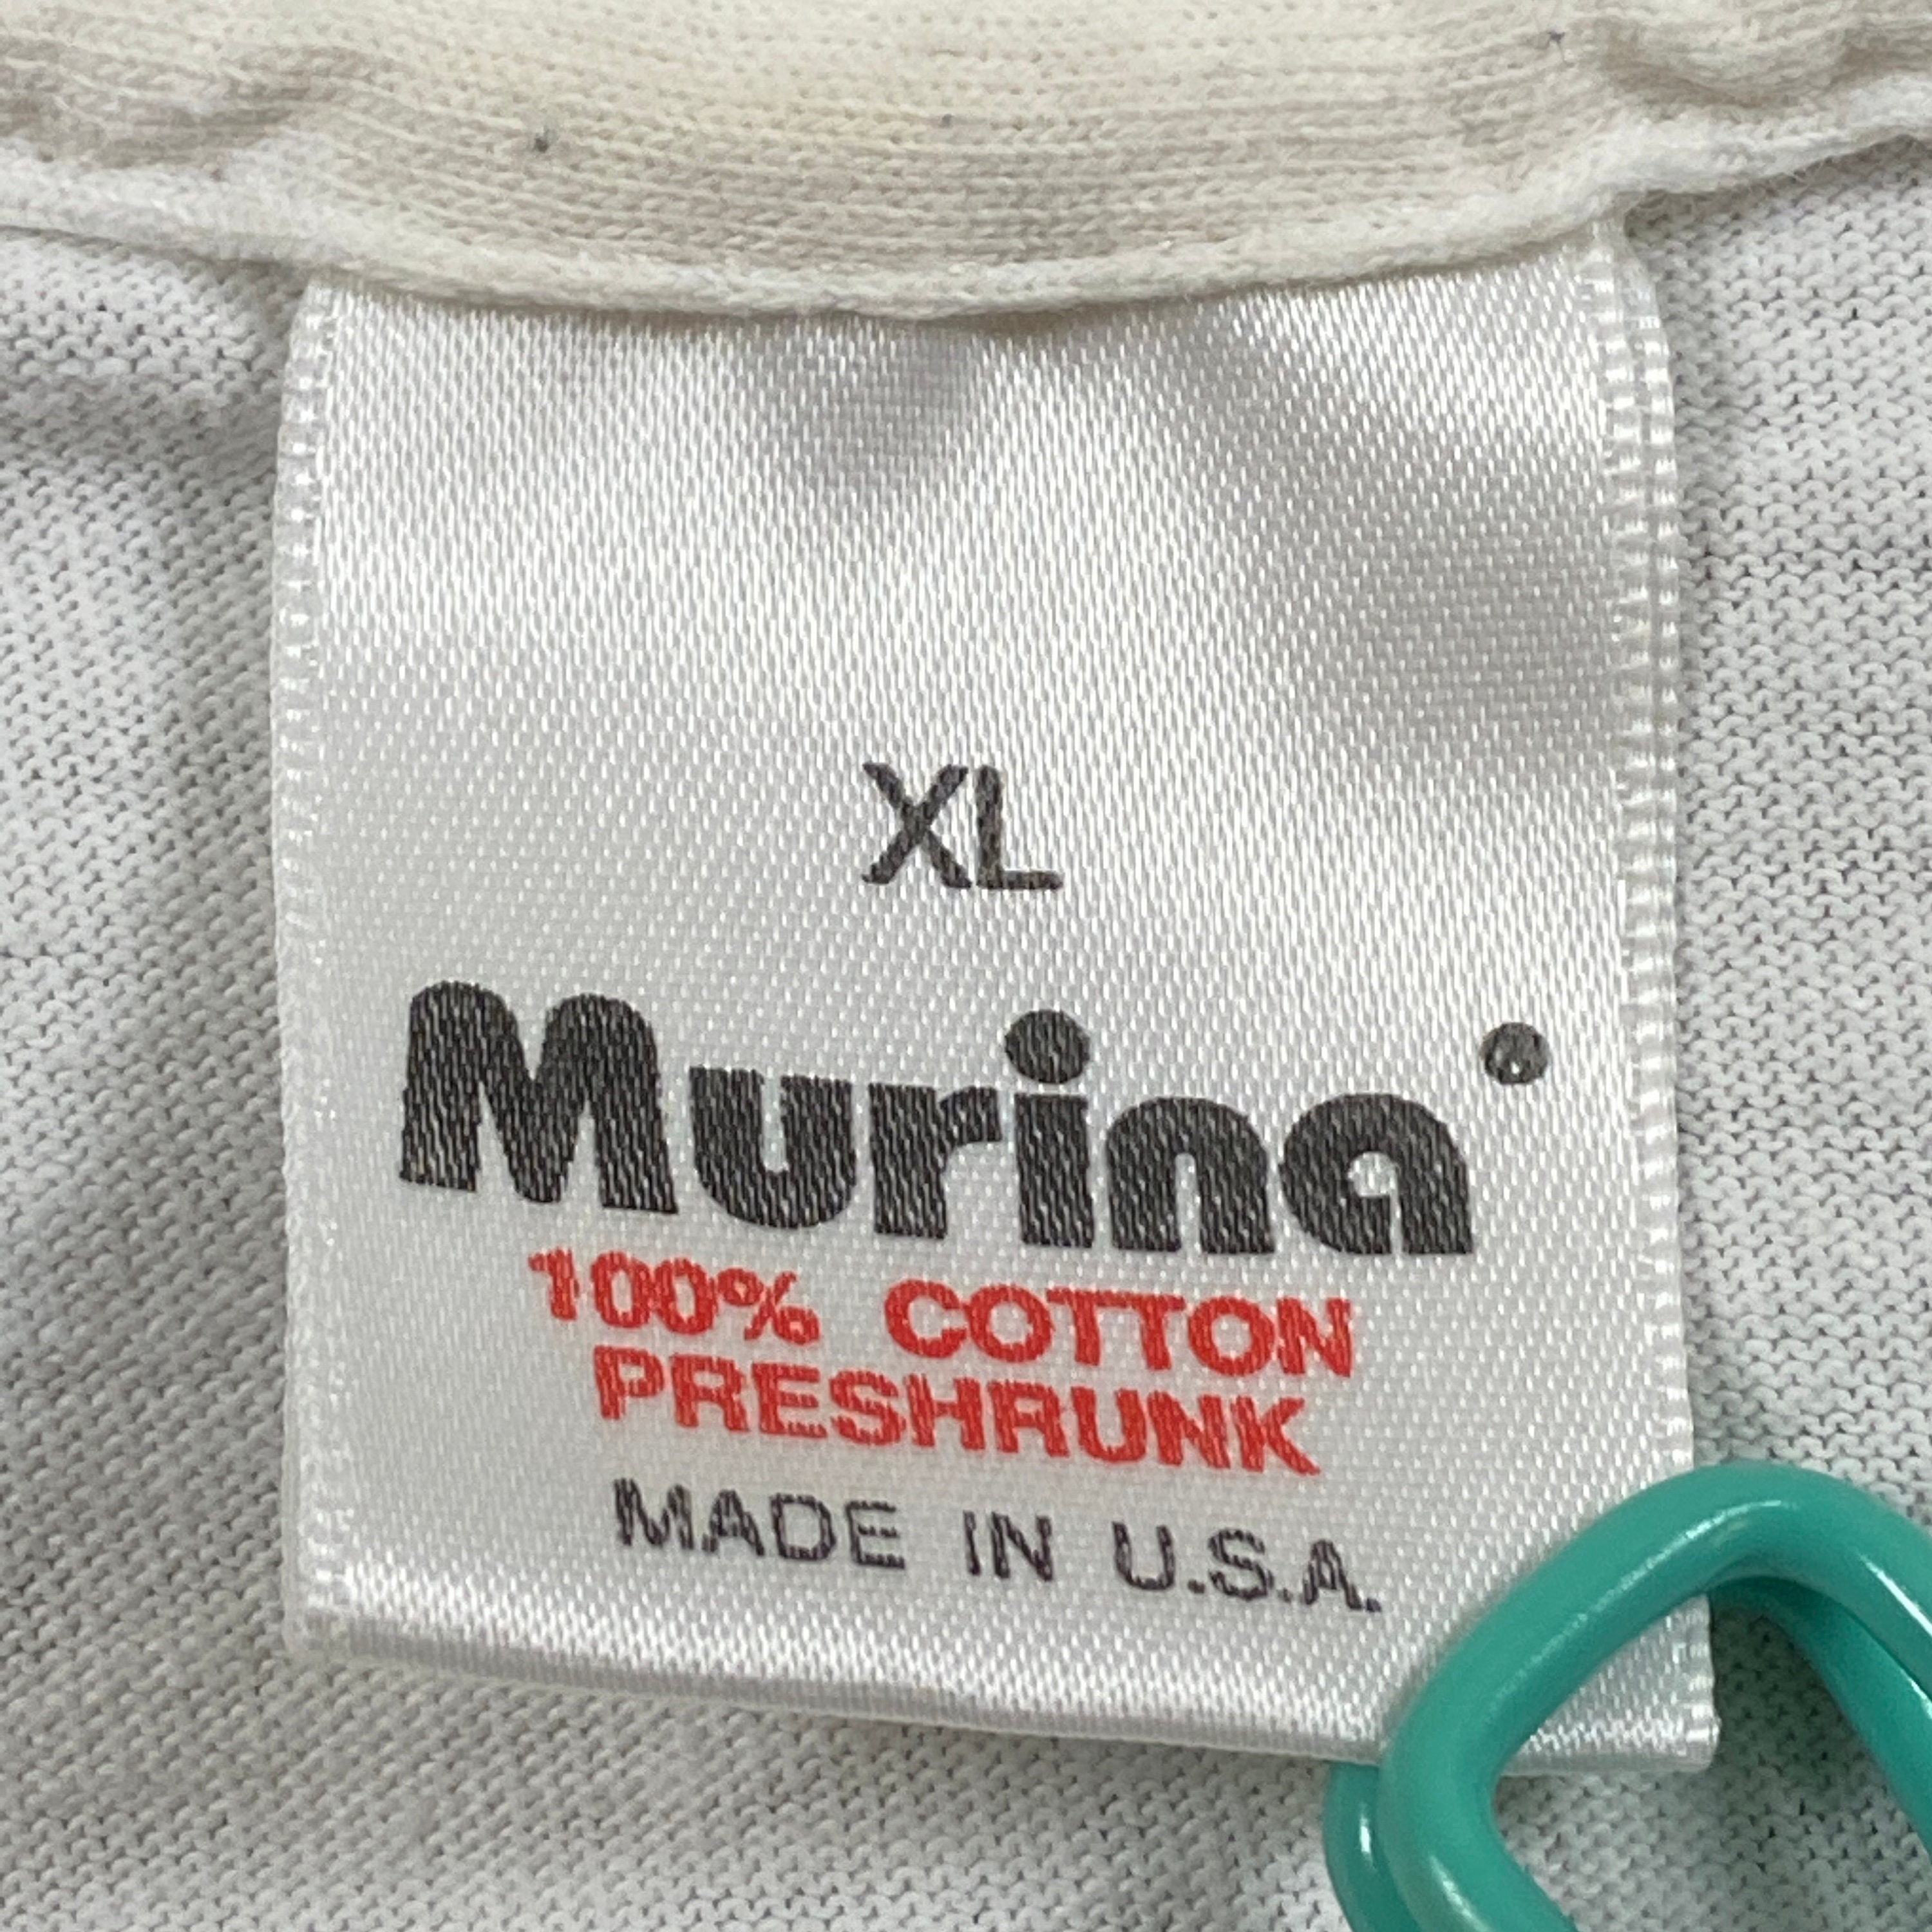 XL
Murina
100% COTTON
PRESHRUNK
MADE IN U.S.A.